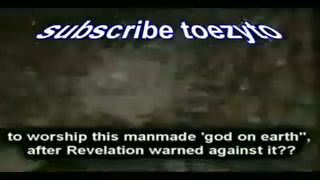 subscribe toezyto
to worship this manmade 'god on earth",
after Revelation warned against it??